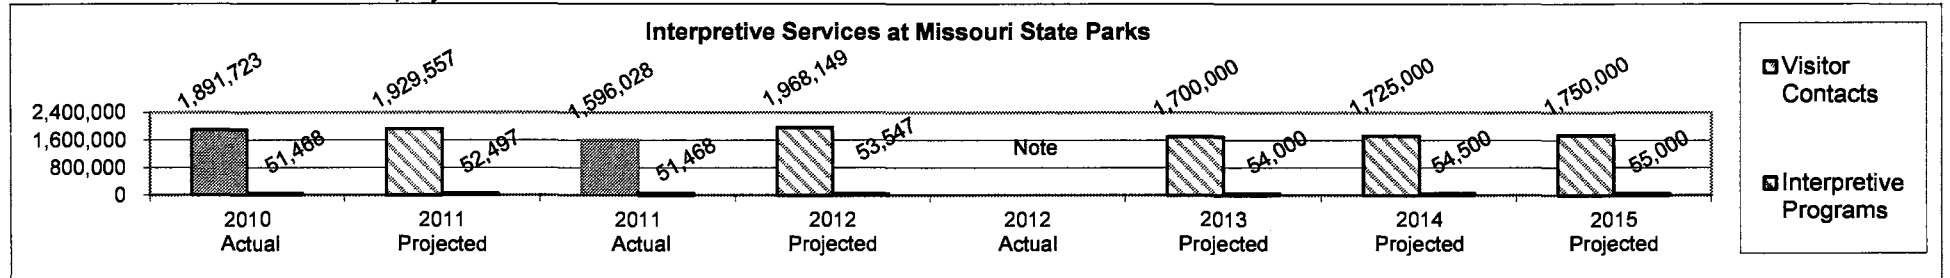 Interpretive Services at Missouri State Parks
1,891,723
1,929,557
1,596,028
1,968,149
1,700,000
1,725,000
1,750,000
2,400,000
1,600,000
800,000
0
51,468
52,497
51,468
53,547
Note
54,000
54,500
55,000
2010
Actual
2011
Projected
2011
Actual
2012
Projected
2012
Actual
2013
Projected
2014
Projected
2015
Projected
Visitor
Contacts
Interpretive
Programs